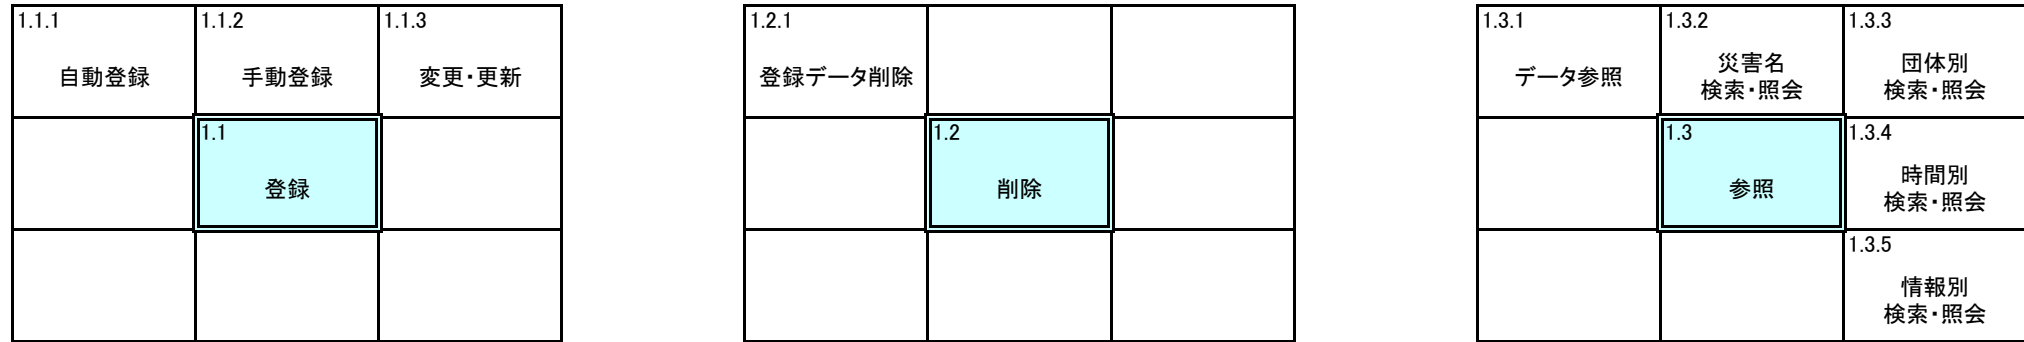 1.1.1
自動登録
1.1.2
手動登録
1.1.3
変更・更新
1.1
登録
1.2.1
登録データ削除
1.2
削除
1.3.1
データ参照
1.3.2
災害名
検索・照会
1.3.3
団体別
検索・照会
1.3
参照
1.3.4
時間別
検索・照会
1.3.5
情報別
検索・照会